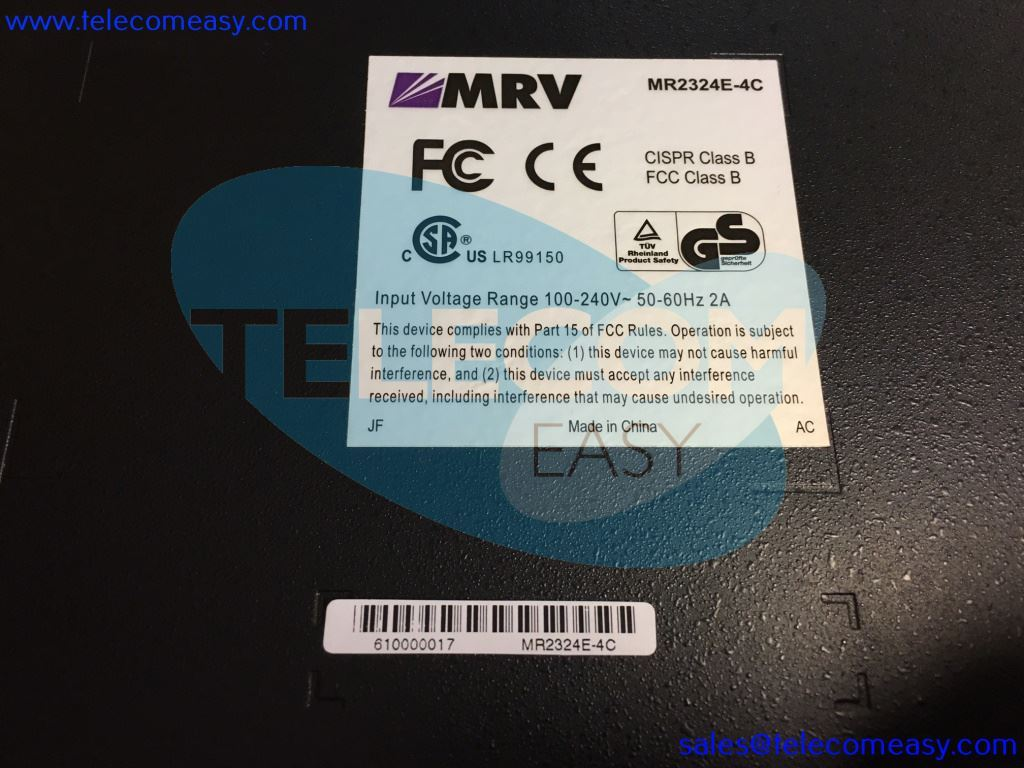 www.telecomeasy.com
MRV
MR2324E-4C
FC CE
CISPR Class B
FCC Class B
C SA ® C US LR99150
TÜV
Rheinland
Product Safety
GS
geprüfte
Sicherheit
Input Voltage Range 100-240V~ 50-60Hz 2A
TELECOM
EASY
This device complies with Part 15 of FCC Rules. Operation is subject
to the following two conditions: (1) this device may not cause harmful
interference, and (2) this device must accept any interference
received, including interference that may cause undesired operation.
JF Made in China AC
610000017 MR2324E-4C
sales@telecomeasy.com